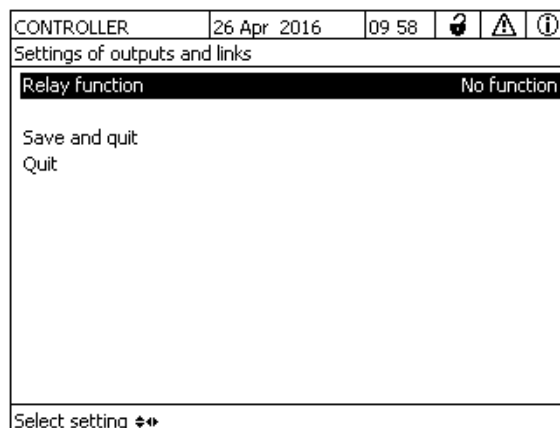 CONTROLLER 26 Apr 2016 09 58
Settings of outputs and links
Relay function No function
Save and quit
Quit
Select setting